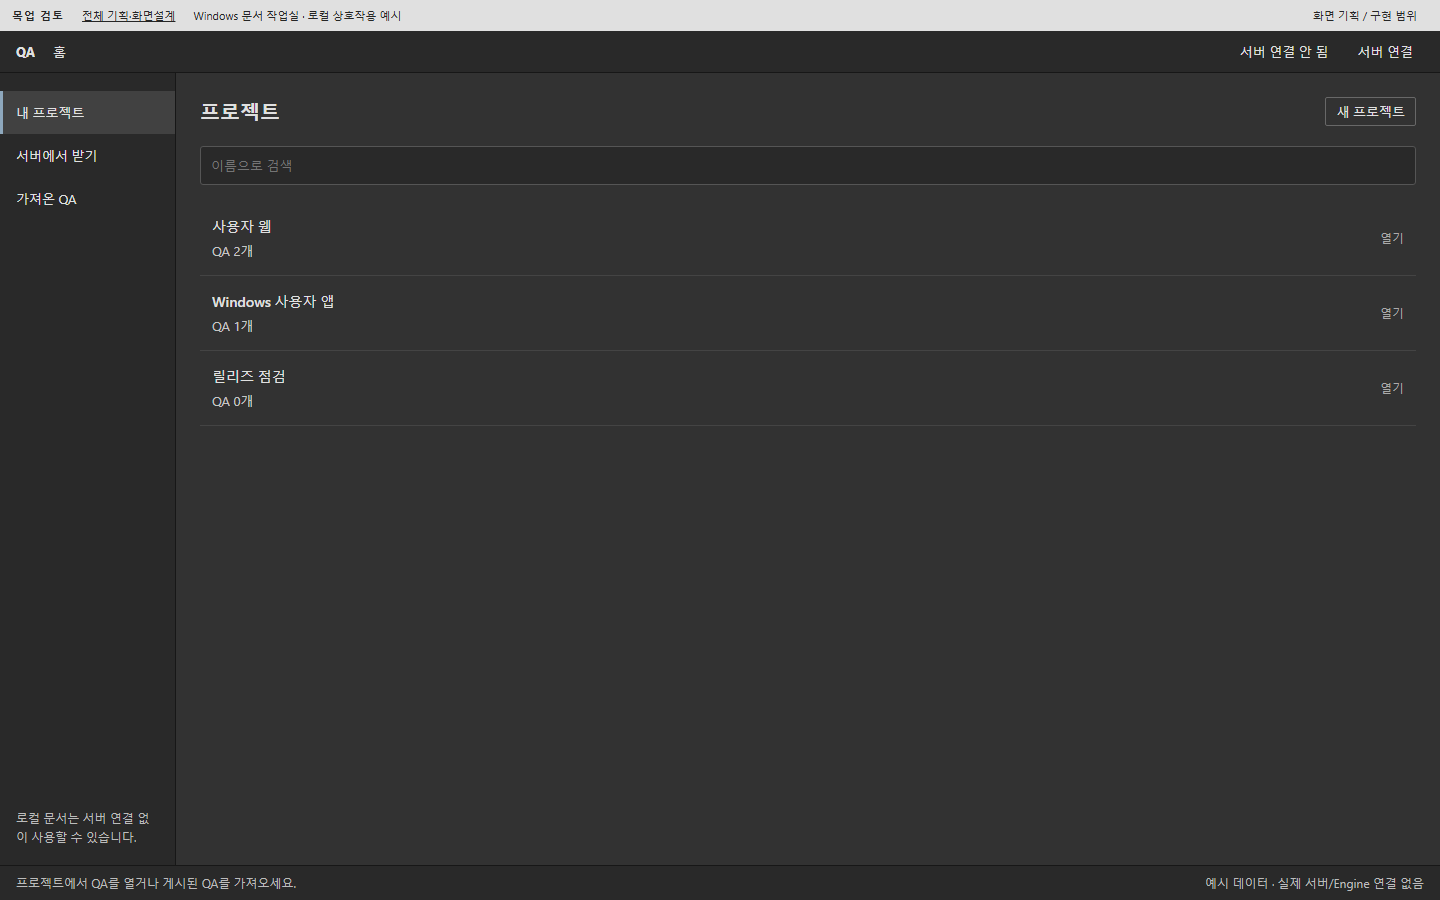 목업 검토 전체 기획·화면설계 Windows 문서 작업실 · 로컬 상호작용 예시 화면 기획 / 구현 범위
QA 홈 서버 연결 안 됨 서버 연결
내 프로젝트
서버에서 받기
가져온 QA
로컬 문서는 서버 연결 없
이 사용할 수 있습니다.
프로젝트 새 프로젝트
이름으로 검색
사용자 웹
QA 2개
열기
Windows 사용자 앱
QA 1개
열기
릴리즈 점검
QA 0개
열기
프로젝트에서 QA를 열거나 게시된 QA를 가져오세요. 예시 데이터 · 실제 서버/Engine 연결 없음